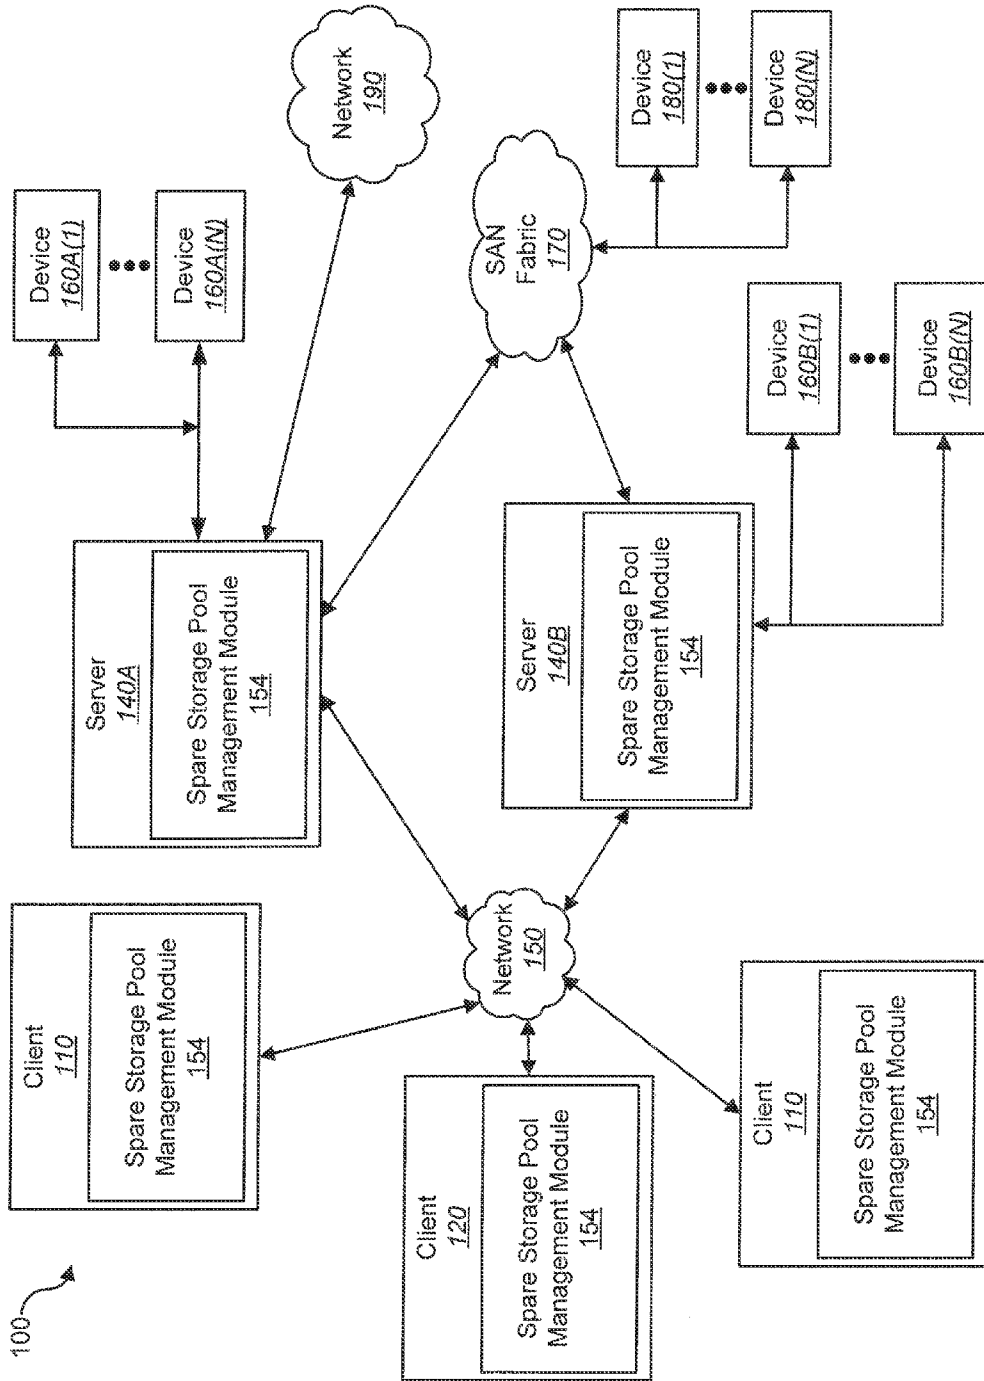 100
Client
110
Spare Storage Pool
Management Module
154
Client
120
Spare Storage Pool
Management Module
154
Client
110
Spare Storage Pool
Management Module
154
Network
150
Server
140A
Spare Storage Pool
Management Module
154
Server
140B
Spare Storage Pool
Management Module
154
Device
160A(1)
Device
160A(N)
Network
190
SAN
Fabric
170
Device
160B(1)
Device
160B(N)
Device
180(1)
Device
180(N)